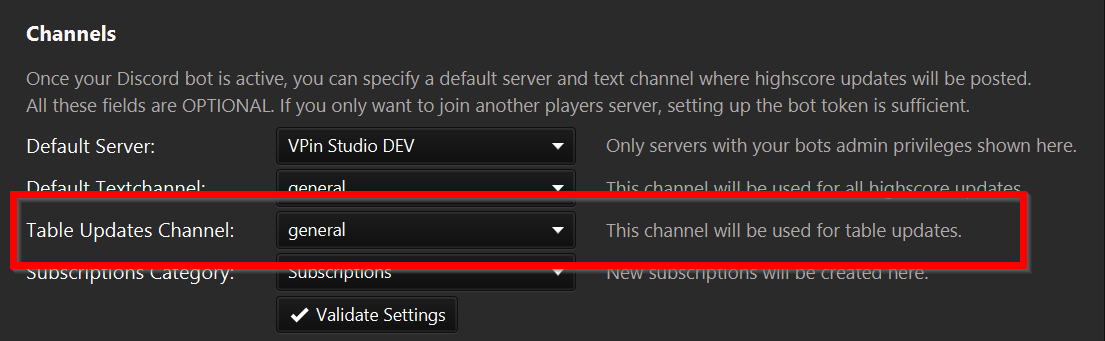 Channels
Once your Discord bot is active, you can specify a default server and text channel where highscore updates will be posted.
All these fields are OPTIONAL. If you only want to join another players server, setting up the bot token is sufficient.
Default Server: VPin Studio DEV Only servers with your bots admin privileges shown here.
Default Textchannel: general This channel will be used for all highscore updates.
Table Updates Channel: general This channel will be used for table updates.
Subscriptions Category: Subscriptions New subscriptions will be created here.
Validate Settings